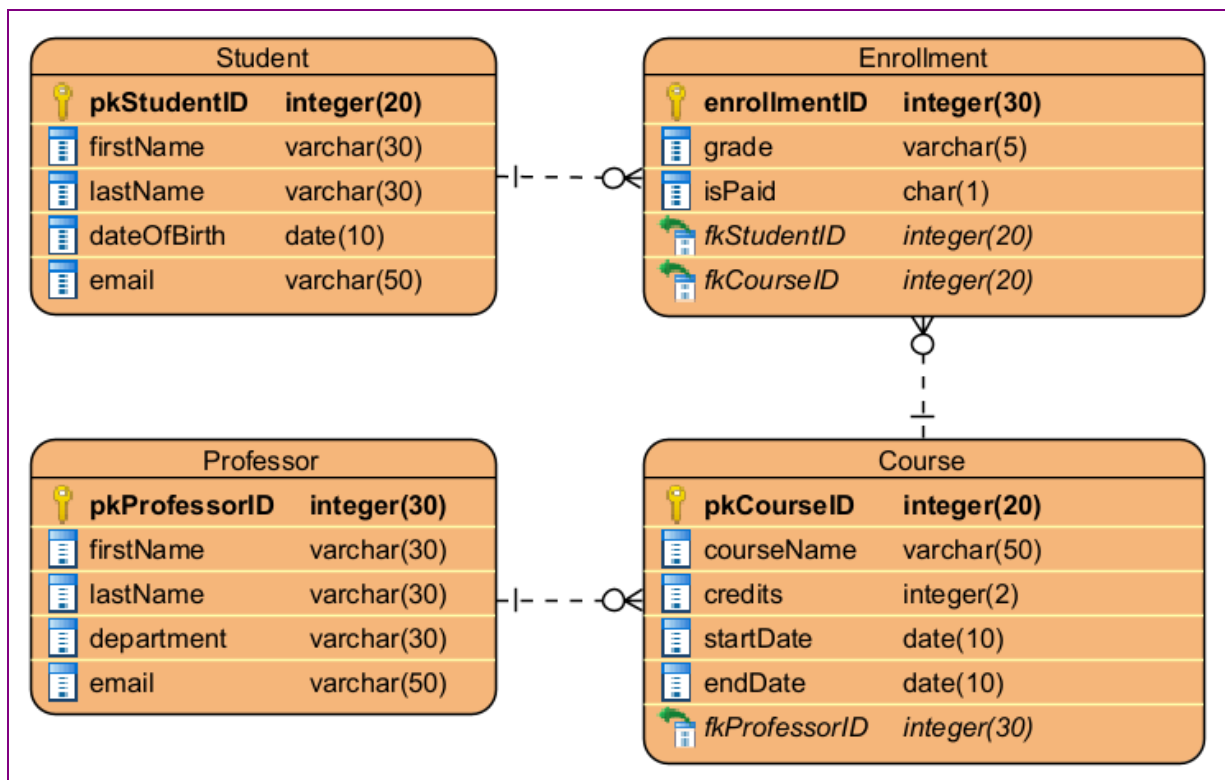 Student
pkStudentID integer(20)
firstName varchar(30)
lastName varchar(30)
dateOfBirth date(10)
email varchar(50)
Enrollment
enrollmentID integer(30)
grade varchar(5)
isPaid char(1)
fkStudentID integer(20)
fkCourseID integer(20)
Professor
pkProfessorID integer(30)
firstName varchar(30)
lastName varchar(30)
department varchar(30)
email varchar(50)
Course
pkCourseID integer(20)
courseName varchar(50)
credits integer(2)
startDate date(10)
endDate date(10)
fkProfessorID integer(30)